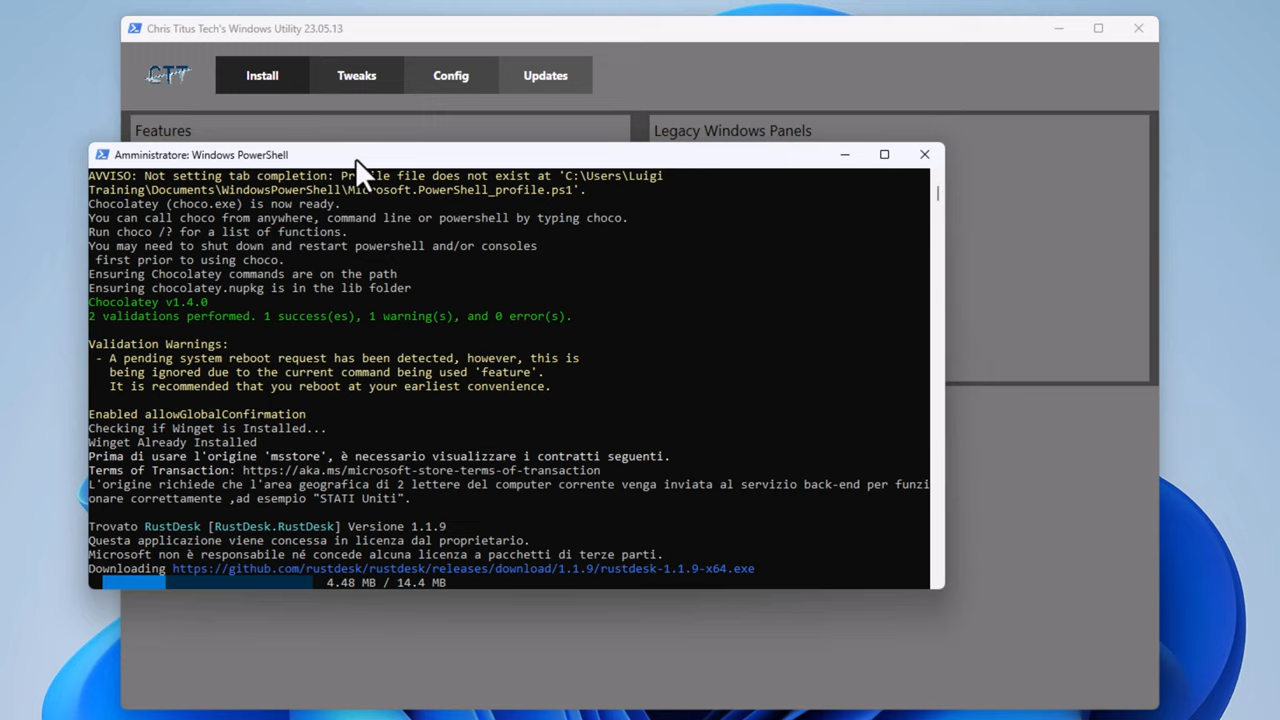 Chris Titus Tech's Windows Utility 23.05.13
CTT
Install
Tweaks
Config
Updates
Features
Legacy Windows Panels
Amministratore: Windows PowerShell
AVVISO: Not setting tab completion: Profile file does not exist at 'C:\Users\Luigi
Training\Documents\WindowsPowerShell\Microsoft.PowerShell_profile.ps1'.
Chocolatey (choco.exe) is now ready.
You can call choco from anywhere, command line or powershell by typing choco.
Run choco /? for a list of functions.
You may need to shut down and restart powershell and/or consoles
first prior to using choco.
Ensuring Chocolatey commands are on the path
Ensuring chocolatey.nupkg is in the lib folder
Chocolatey v1.4.0
2 validations performed. 1 success(es), 1 warning(s), and 0 error(s).
Validation Warnings:
- A pending system reboot request has been detected, however, this is
being ignored due to the current command being used 'feature'.
It is recommended that you reboot at your earliest convenience.
Enabled allowGlobalConfirmation
Checking if Winget is Installed...
Winget Already Installed
Prima di usare l'origine 'msstore', è necessario visualizzare i contratti seguenti.
Terms of Transaction: https://aka.ms/microsoft-store-terms-of-transaction
L'origine richiede che l'area geografica di 2 lettere del computer corrente venga inviata al servizio back-end per funzi
onare correttamente ,ad esempio "STATI Uniti".
Trovato RustDesk [RustDesk.RustDesk] Versione 1.1.9
Questa applicazione viene concessa in licenza dal proprietario.
Microsoft non è responsabile né concede alcuna licenza a pacchetti di terze parti.
Downloading https://github.com/rustdesk/rustdesk/releases/download/1.1.9/rustdesk-1.1.9-x64.exe
4.48 MB / 14.4 MB